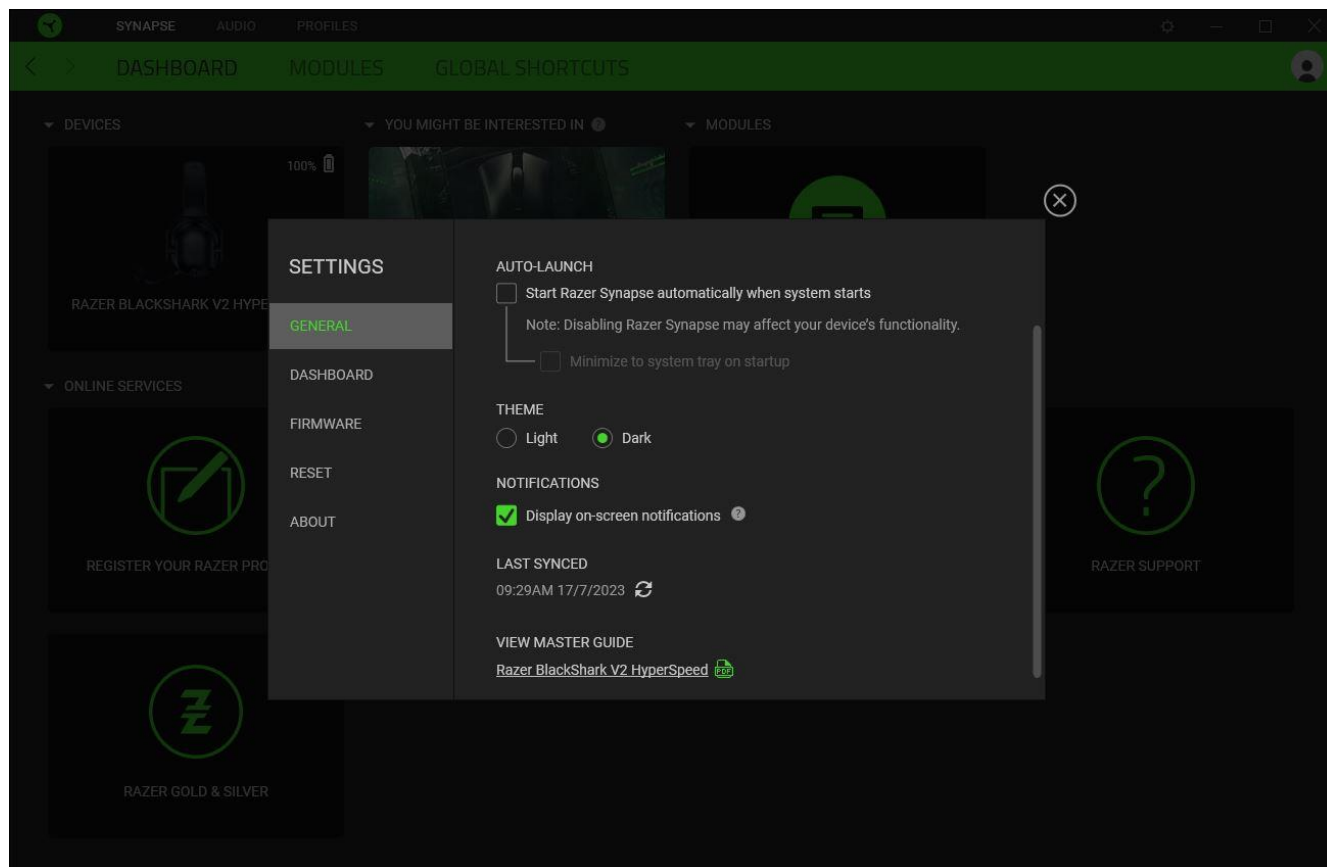 SYNAPSE AUDIO PROFILES
DASHBOARD MODULES GLOBAL SHORTCUTS
DEVICES
YOU MIGHT BE INTERESTED IN ?
MODULES
100%
RAZER BLACKSHARK V2 HYPE
ONLINE SERVICES
REGISTER YOUR RAZER PRO
RAZER GOLD & SILVER
?
RAZER SUPPORT
SETTINGS
GENERAL
DASHBOARD
FIRMWARE
RESET
ABOUT
AUTO-LAUNCH
Start Razer Synapse automatically when system starts
Note: Disabling Razer Synapse may affect your device's functionality.
Minimize to system tray on startup
THEME
Light Dark
NOTIFICATIONS
Display on-screen notifications ?
LAST SYNCED
09:29AM 17/7/2023
VIEW MASTER GUIDE
Razer BlackShark V2 HyperSpeed PDF